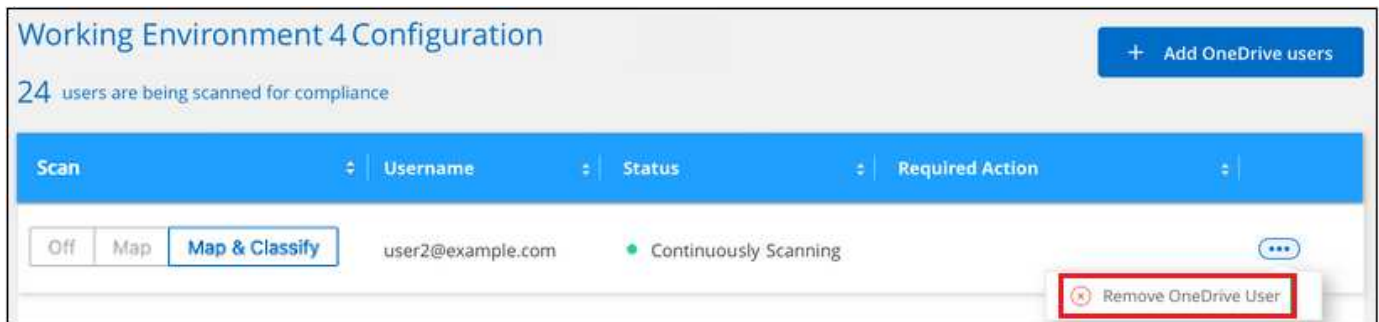 Working Environment 4 Configuration
+ Add OneDrive users
24 users are being scanned for compliance
Scan Username Status Required Action
Off Map Map & Classify user2@example.com Continuously Scanning
Remove OneDrive User